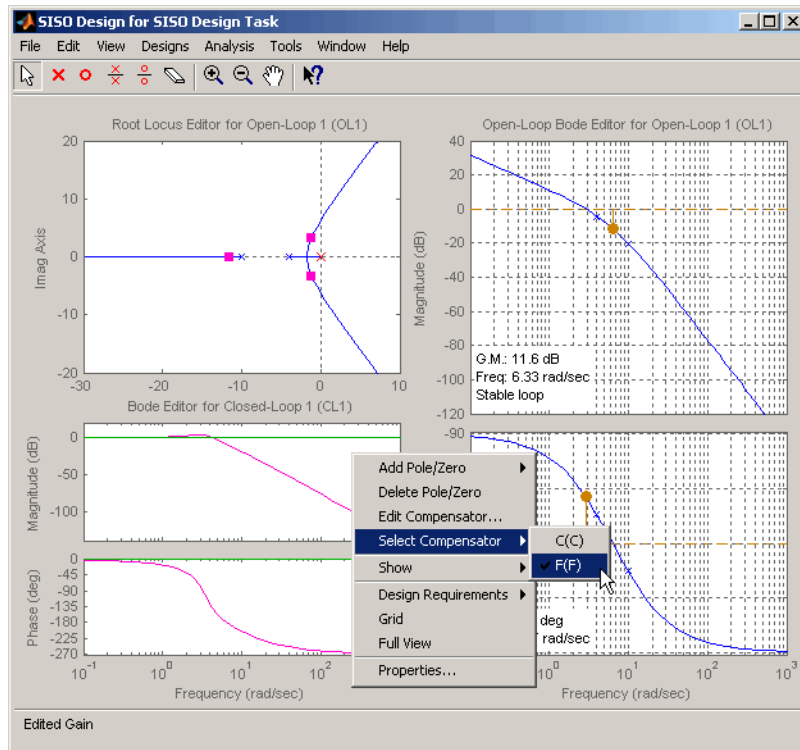 SISO Design for SISO Design Task
File Edit View Designs Analysis Tools Window Help
Root Locus Editor for Open-Loop 1 (OL1)
20
10
0
-10
-20
Imag Axis
-30 -20 -10 0 10
Open-Loop Bode Editor for Open-Loop 1 (OL1)
40
20
0
-20
-40
-60
-80
-100
-120
Magnitude (dB)
G.M.: 11.6 dB
Freq: 6.33 rad/sec
Stable loop
Bode Editor for Closed-Loop 1 (CL1)
0
-50
-100
Magnitude (dB)
0
-45
-90
-135
-180
-225
-270
Phase (deg)
10-1 100 101 102
Frequency (rad/sec)
-90
deg
rad/sec
100 101 102 103
Frequency (rad/sec)
Add Pole/Zero
Delete Pole/Zero
Edit Compensator...
Select Compensator
Show
Design Requirements
Grid
Full View
Properties...
C(C)
F(F)
Edited Gain